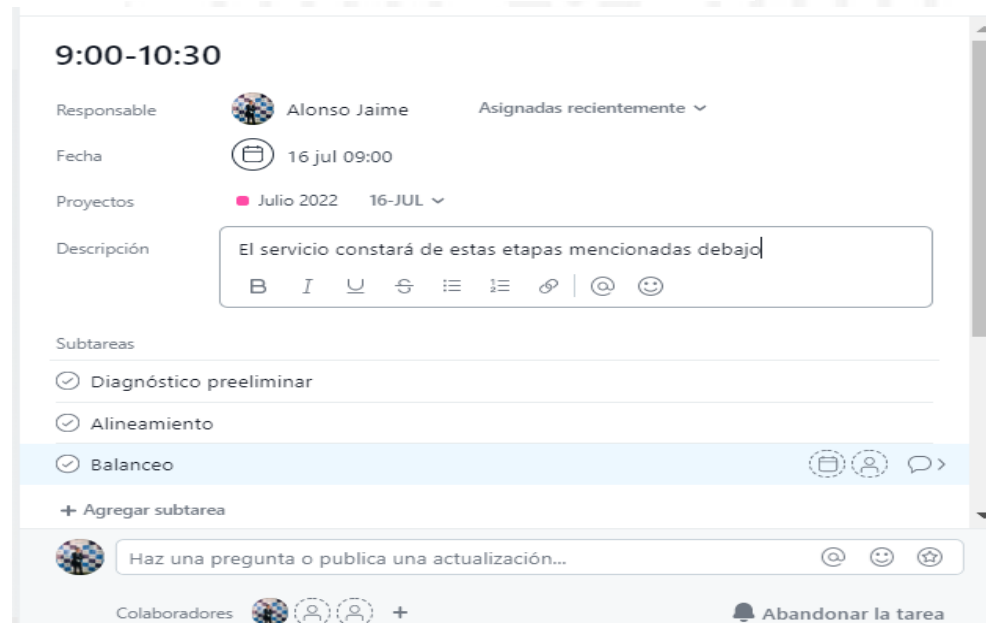 9:00-10:30
Responsable Alonso Jaime Asignadas recientemente
Fecha 16 jul 09:00
Proyectos Julio 2022 16-JUL
Descripción El servicio constará de estas etapas mencionadas debajo
B I U S
Subtareas
Diagnóstico preeliminar
Alineamiento
Balanceo
+ Agregar subtarea
Haz una pregunta o publica una actualización...
Colaboradores + Abandonar la tarea